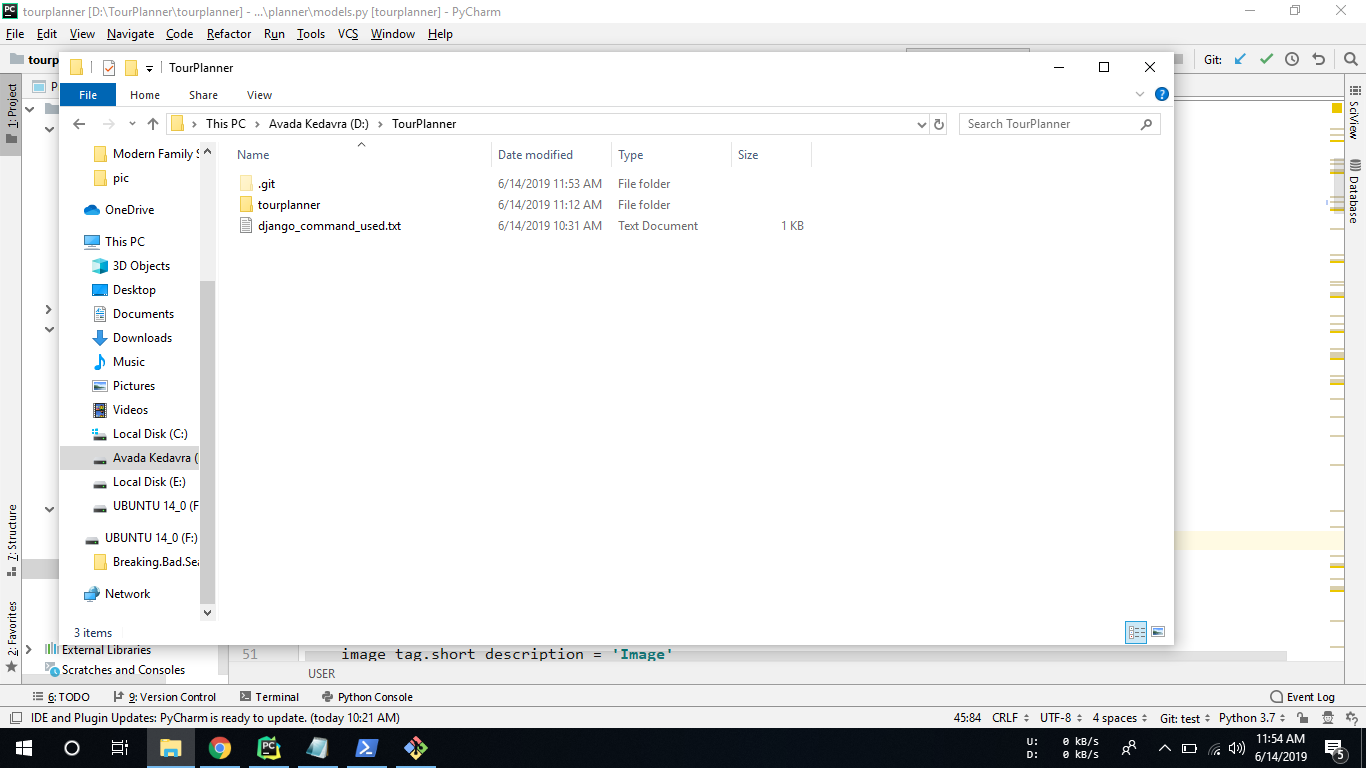 tourplanner [D:\TourPlanner\tourplanner] - ...\planner\models.py [tourplanner] - PyCharm
File Edit View Navigate Code Refactor Run Tools VCS Window Help
tourp
Git:
TourPlanner
File Home Share View
This PC > Avada Kedavra (D:) > TourPlanner
Search TourPlanner
1: Project
P
Name Date modified Type Size
.git 6/14/2019 11:53 AM File folder
tourplanner 6/14/2019 11:12 AM File folder
django_command_used.txt 6/14/2019 10:31 AM Text Document 1 KB
Modern Family S
pic
OneDrive
This PC
3D Objects
Desktop
Documents
Downloads
Music
Pictures
Videos
Local Disk (C:)
Avada Kedavra (
Local Disk (E:)
UBUNTU 14_0 (F
UBUNTU 14_0 (F:)
Breaking.Bad.Sea
Network
3 items
SciView
Database
7: Structure
2: Favorites
External Libraries
Scratches and Consoles
51 image_tag.short_description = 'Image'
USER
6: TODO 9: Version Control Terminal Python Console Event Log
IDE and Plugin Updates: PyCharm is ready to update. (today 10:21 AM) 45:84 CRLF UTF-8 4 spaces Git: test Python 3.7
U: 0 kB/s
D: 0 kB/s
11:54 AM
6/14/2019
5